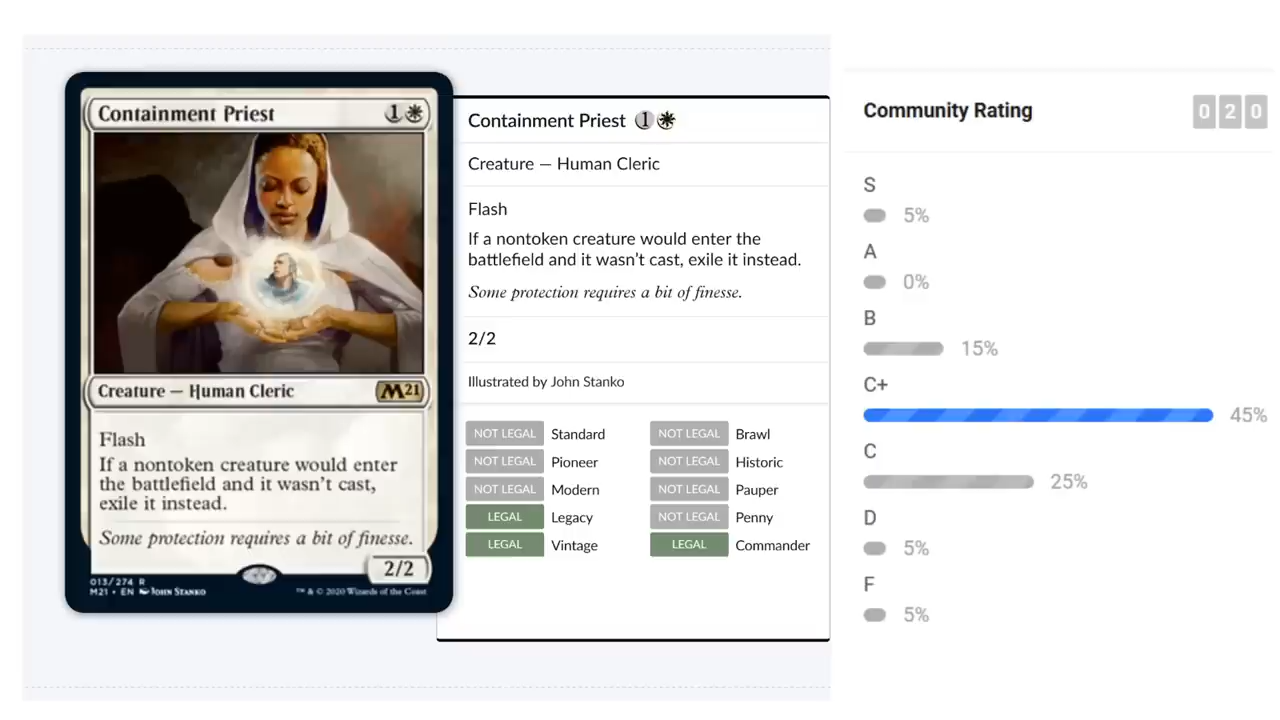 Containment Priest 1
Creature — Human Cleric
M21
Flash
If a nontoken creature would enter
the battlefield and it wasn't cast,
exile it instead.
Some protection requires a bit of finesse.
2/2
013/274 R
M21 • EN John Stanko
™ & © 2020 Wizards of the Coast
Containment Priest 1
Creature — Human Cleric
Flash
If a nontoken creature would enter the
battlefield and it wasn't cast, exile it instead.
Some protection requires a bit of finesse.
2/2
Illustrated by John Stanko
NOT LEGAL Standard NOT LEGAL Brawl
NOT LEGAL Pioneer NOT LEGAL Historic
NOT LEGAL Modern NOT LEGAL Pauper
LEGAL Legacy NOT LEGAL Penny
LEGAL Vintage LEGAL Commander
Community Rating 0 2 0
S
5%
A
0%
B
15%
C+
45%
C
25%
D
5%
F
5%